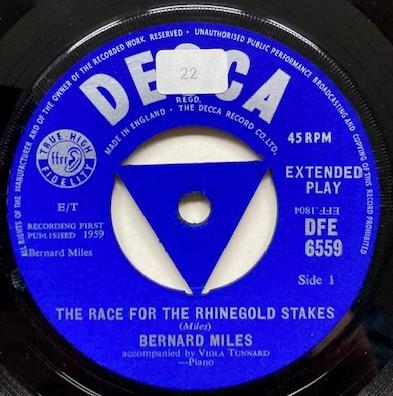 ALL RIGHTS OF THE MANUFACTURER AND OF THE OWNER OF THE RECORDED WORK RESERVED • UNAUTHORISED PUBLIC PERFORMANCE BROADCASTING AND COPYING OF THIS RECORD PROHIBITED
DECCA
22
REGD.
MADE IN ENGLAND • THE DECCA RECORD CO. LTD.
TRUE-HIGH FIDELITY
ffrr
45 RPM
EXTENDED
PLAY
EFF.1804
DFE
6559
E/T
RECORDING FIRST
PUBLISHED 1959
Bernard Miles
Side 1
THE RACE FOR THE RHINEGOLD STAKES
(Miles)
BERNARD MILES
accompanied by VIOLA TUNNARD
—Piano